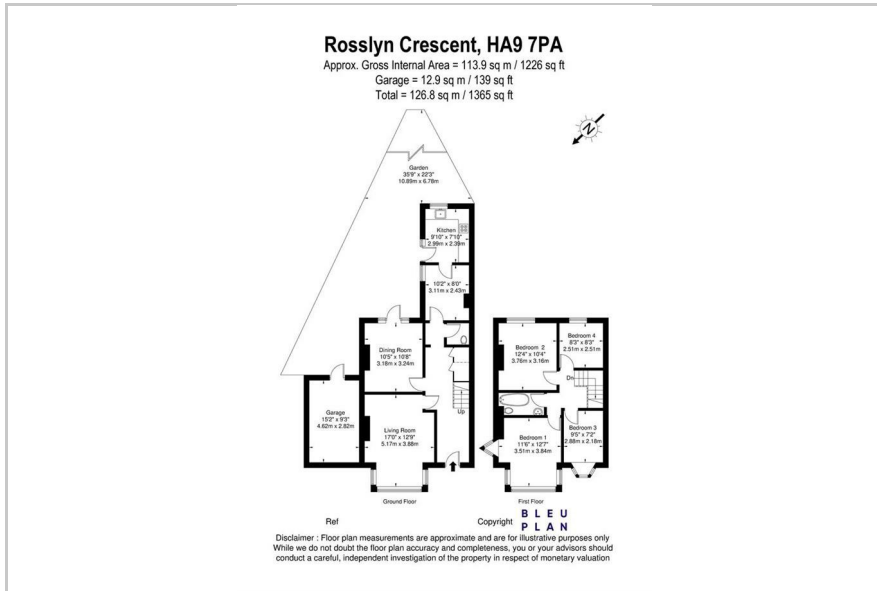 Rosslyn Crescent, HA9 7PA
Approx. Gross Internal Area = 113.9 sq m / 1226 sq ft
Garage = 12.9 sq m / 139 sq ft
Total = 126.8 sq m / 1365 sq ft
N
Garden
35'9" x 22'3"
10.89m x 6.78m
Kitchen
9'10" x 7'10"
2.99m x 2.39m
10'2" x 8'0"
3.11m x 2.43m
Dining Room
10'5" x 10'8"
3.18m x 3.24m
Garage
15'2" x 9'3"
4.62m x 2.82m
Living Room
17'0" x 12'9"
5.17m x 3.88m
Up
Ground Floor
Bedroom 2
12'4" x 10'4"
3.76m x 3.16m
Bedroom 4
8'3" x 8'3"
2.51m x 2.51m
Dn
Bedroom 1
11'6" x 12'7"
3.51m x 3.84m
Bedroom 3
9'5" x 7'2"
2.88m x 2.18m
First Floor
Ref
Copyright
BLEU
PLAN
Disclaimer : Floor plan measurements are approximate and are for illustrative purposes only
While we do not doubt the floor plan accuracy and completeness, you or your advisors should
conduct a careful, independent investigation of the property in respect of monetary valuation